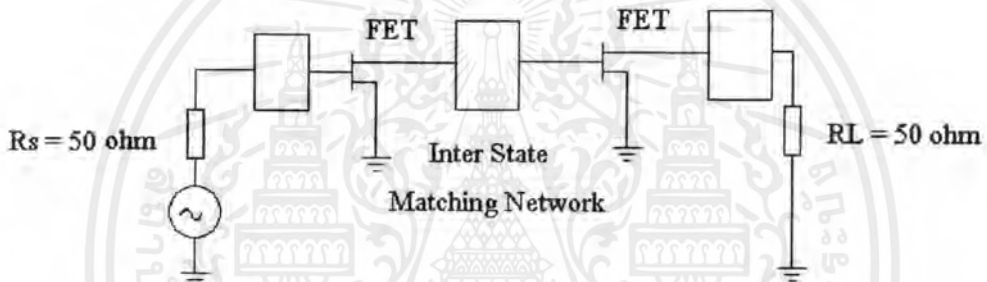 FET
FET
Rs = 50 ohm
RL = 50 ohm
Inter State
Matching Network